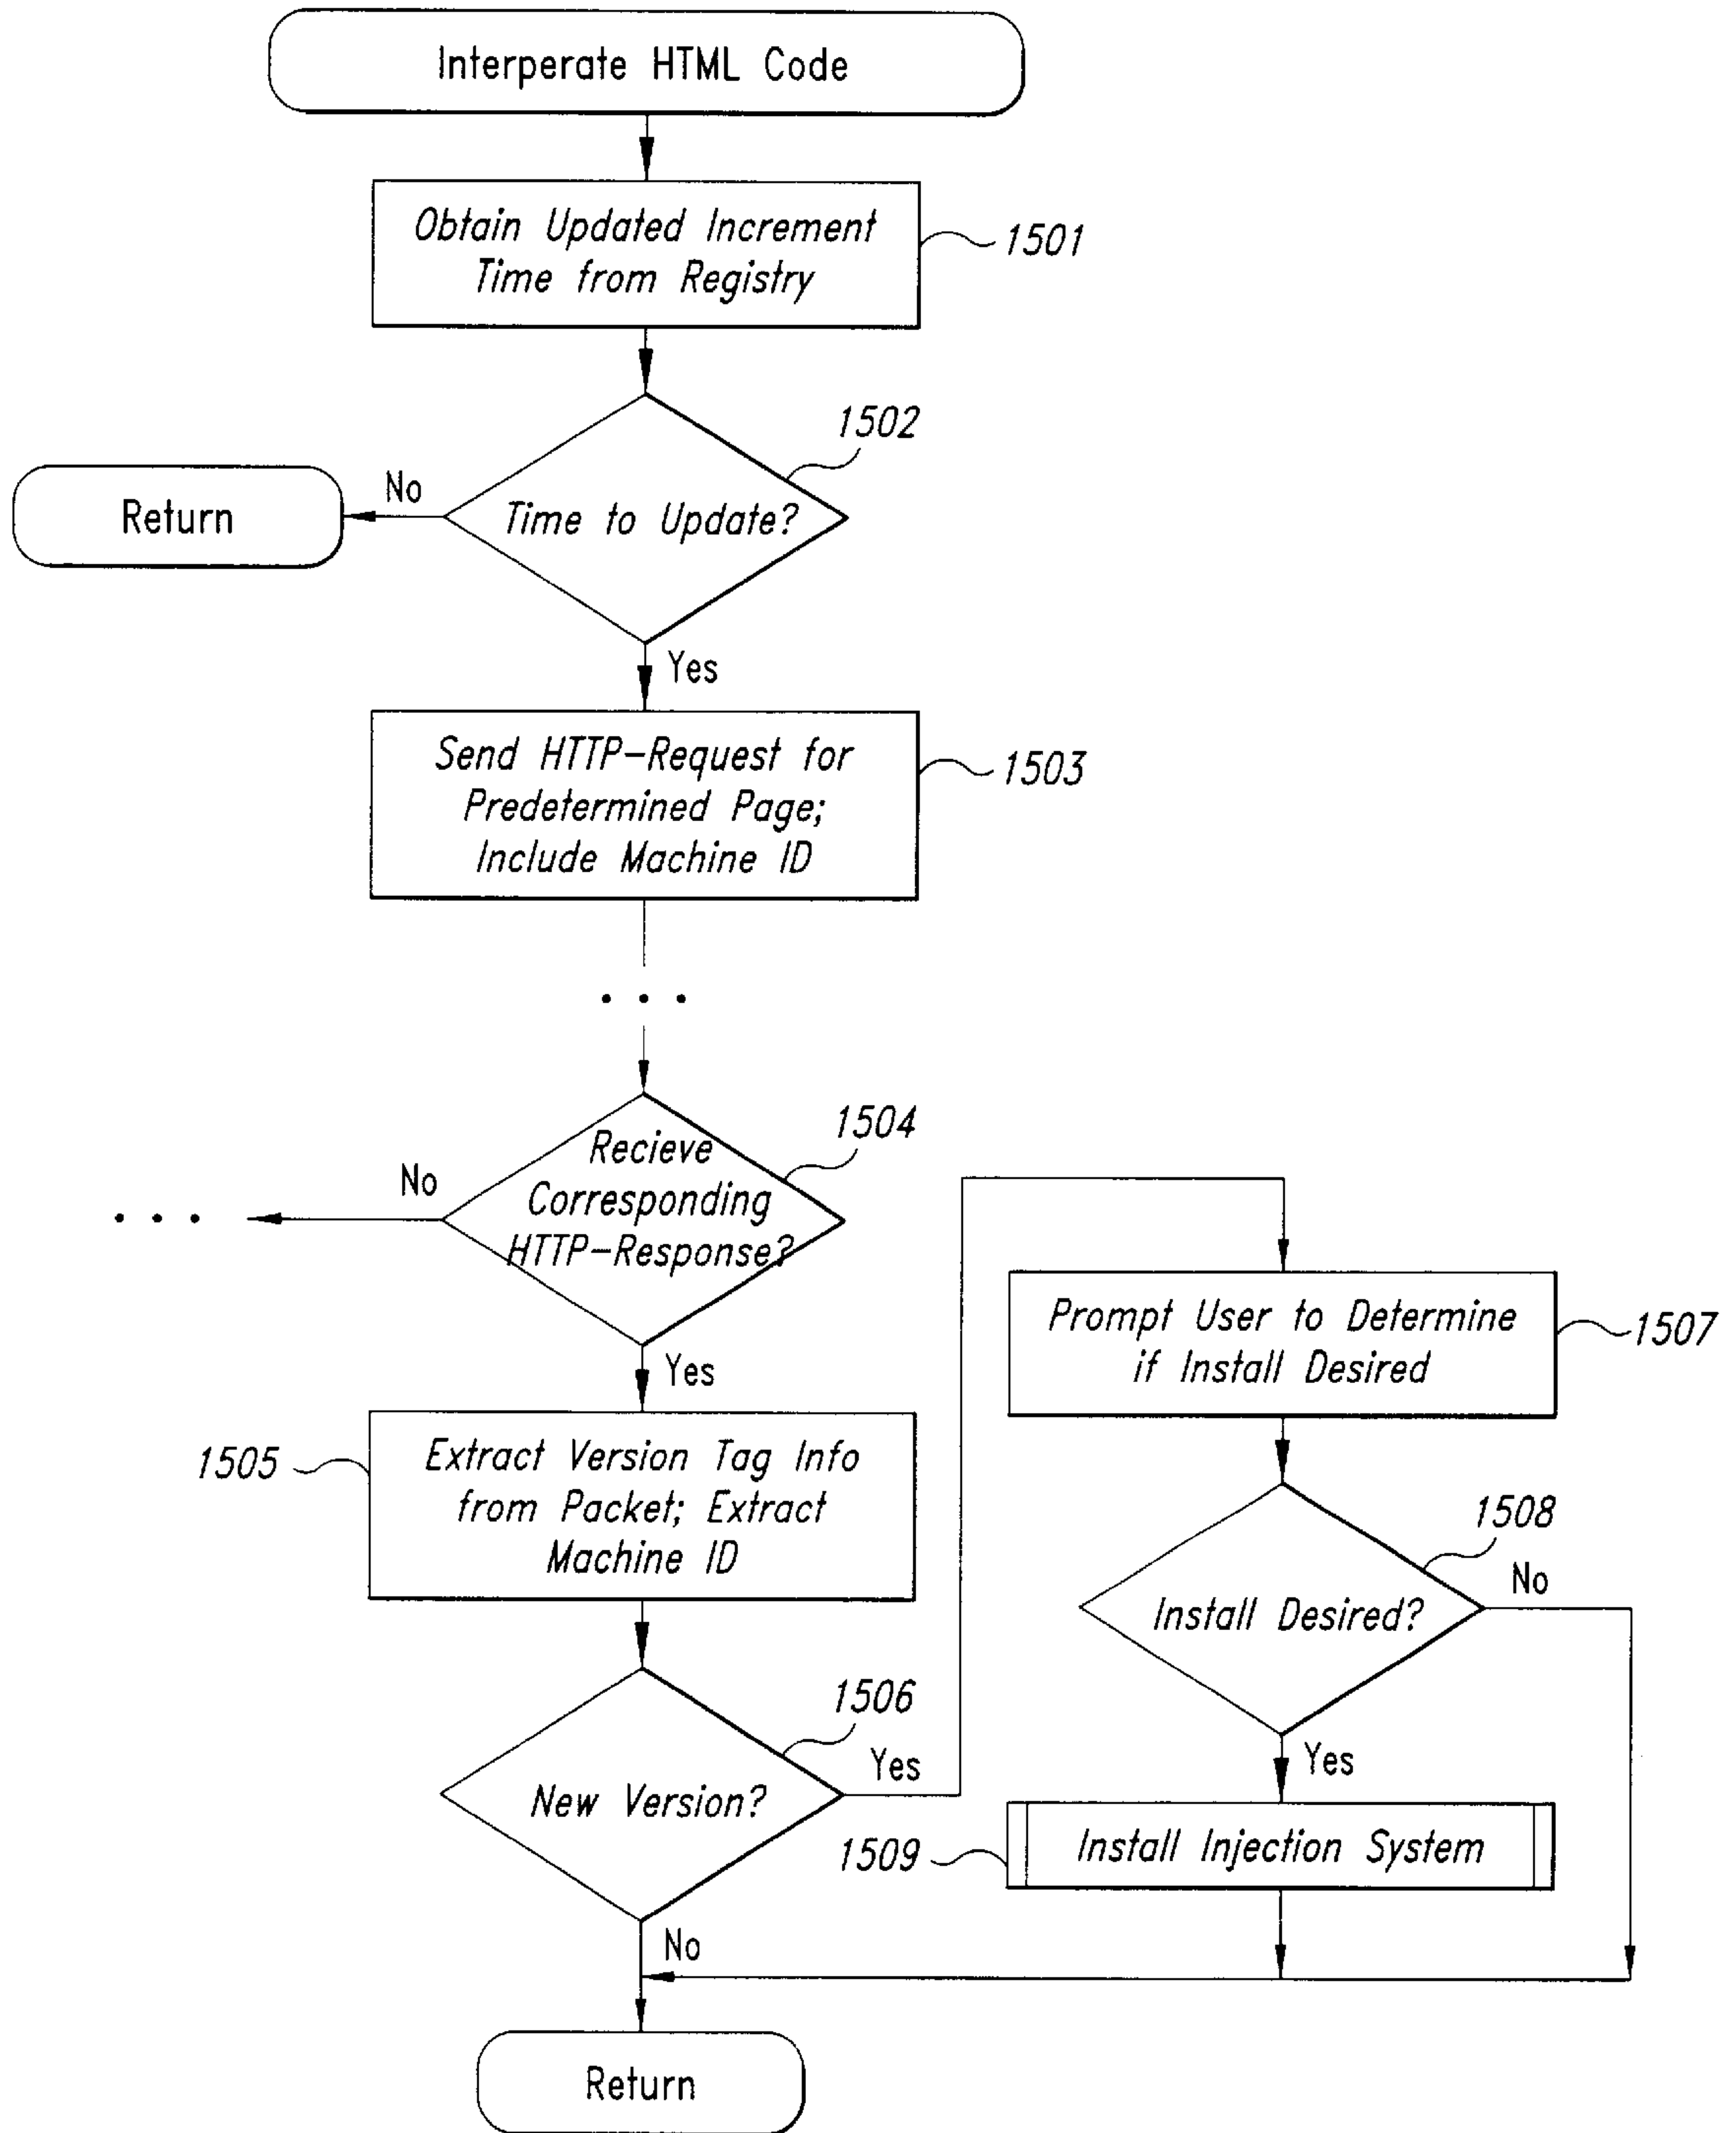 Interperate HTML Code
Obtain Updated Increment
Time from Registry
1501
1502
Time to Update?
No
Return
Yes
Send HTTP-Request for
Predetermined Page;
Include Machine ID
1503
. . .
1504
Recieve
Corresponding
HTTP-Response?
No
. . .
Yes
1505
Extract Version Tag Info
from Packet; Extract
Machine ID
1506
New Version?
Yes
No
Prompt User to Determine
if Install Desired
1507
1508
Install Desired?
No
Yes
1509
Install Injection System
Return